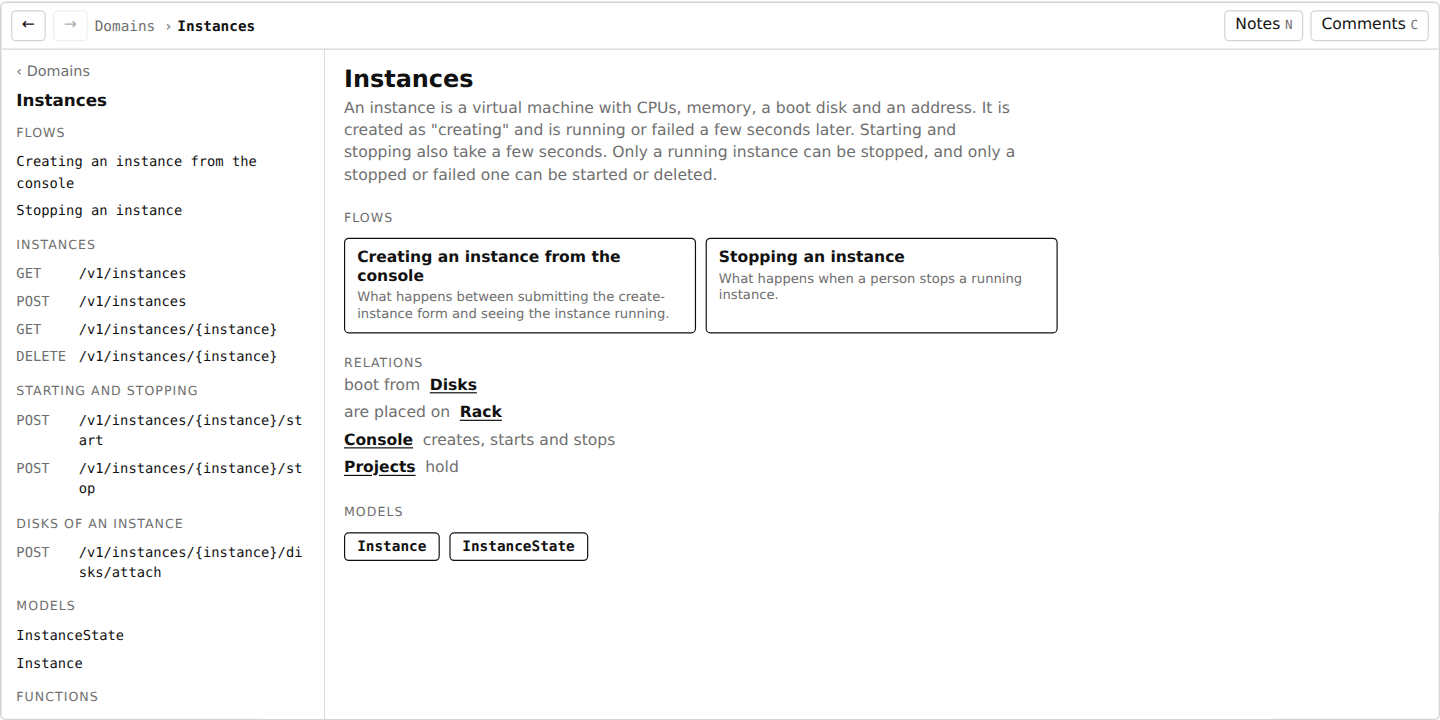 ← → Domains › Instances Notes N Comments C
‹ Domains
Instances
FLOWS
Creating an instance from the
console
Stopping an instance
INSTANCES
GET /v1/instances
POST /v1/instances
GET /v1/instances/{instance}
DELETE /v1/instances/{instance}
STARTING AND STOPPING
POST /v1/instances/{instance}/st
art
POST /v1/instances/{instance}/st
op
DISKS OF AN INSTANCE
POST /v1/instances/{instance}/di
sks/attach
MODELS
InstanceState
Instance
FUNCTIONS
Instances
An instance is a virtual machine with CPUs, memory, a boot disk and an address. It is
created as "creating" and is running or failed a few seconds later. Starting and
stopping also take a few seconds. Only a running instance can be stopped, and only a
stopped or failed one can be started or deleted.
FLOWS
Creating an instance from the
console
What happens between submitting the create-
instance form and seeing the instance running.
Stopping an instance
What happens when a person stops a running
instance.
RELATIONS
boot from Disks
are placed on Rack
Console creates, starts and stops
Projects hold
MODELS
Instance InstanceState